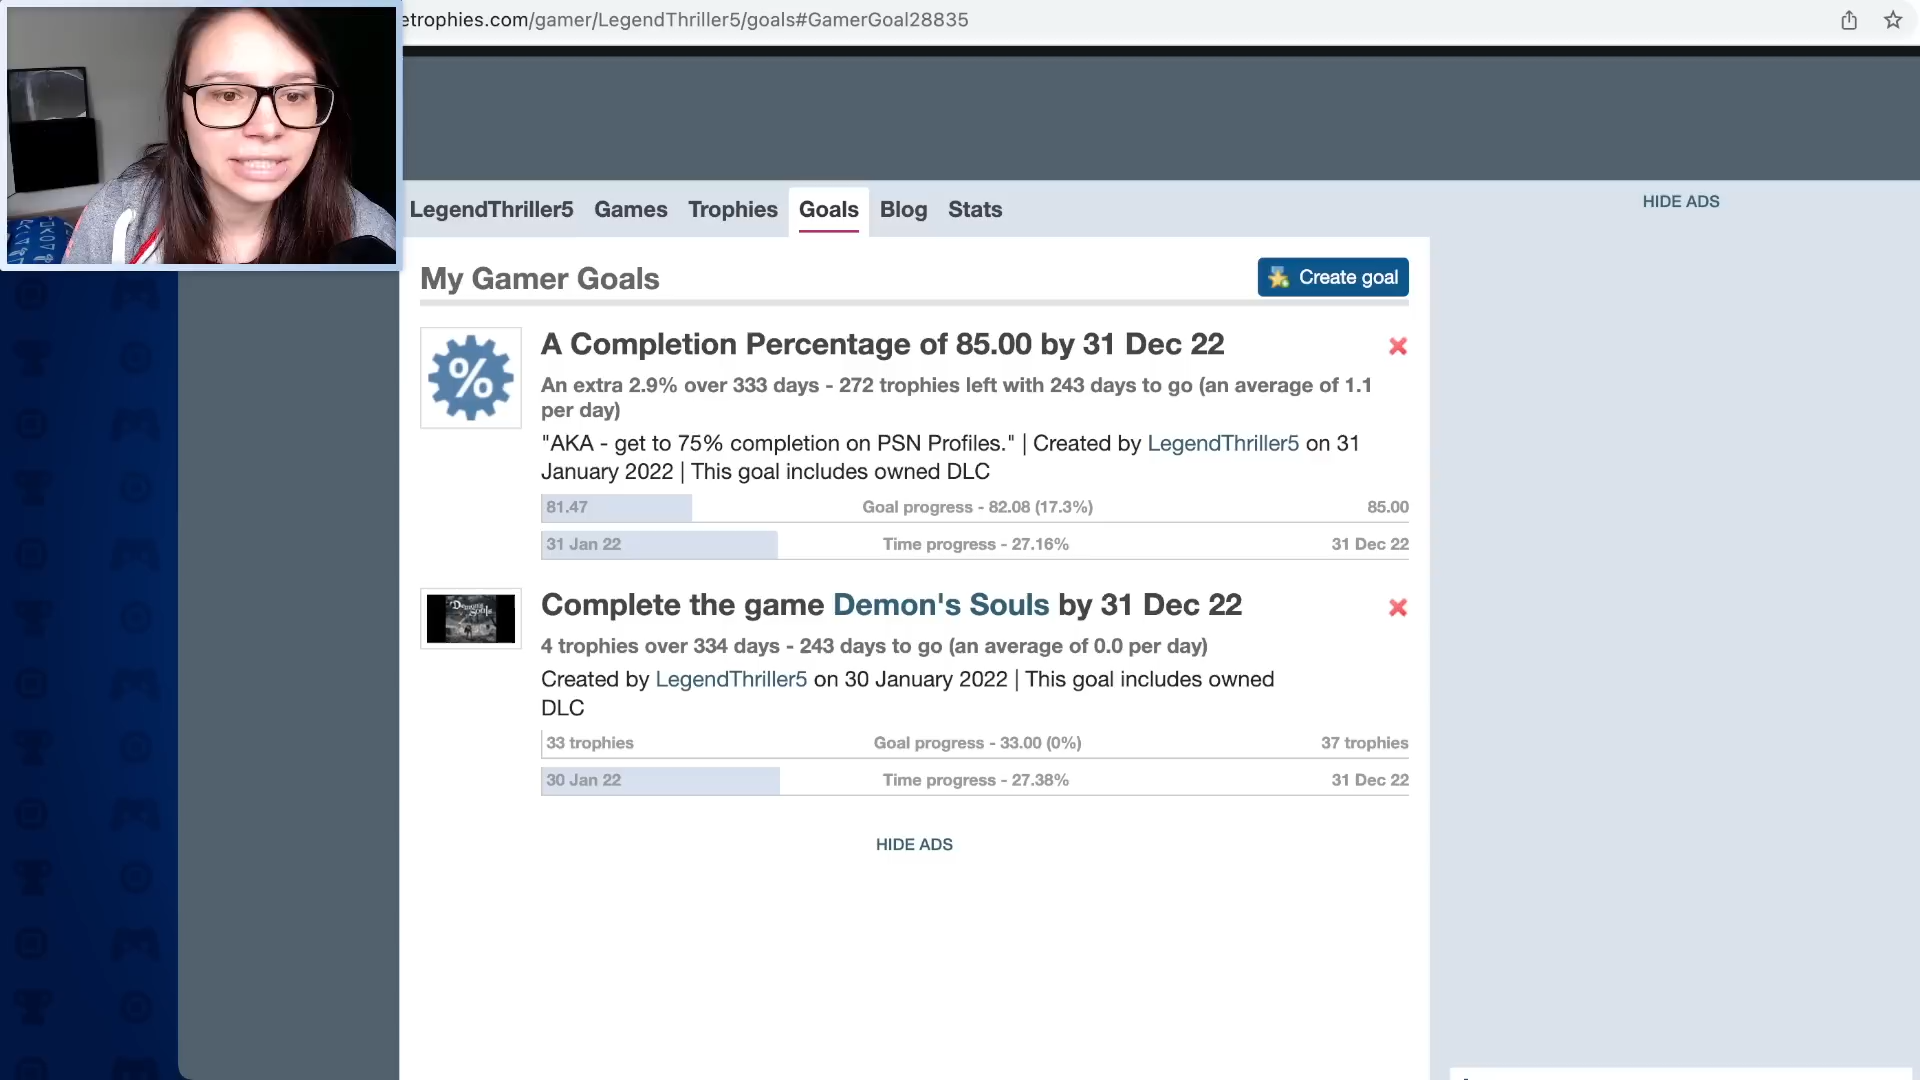 etrophies.com/gamer/LegendThriller5/goals#GamerGoal28835
LegendThriller5 Games Trophies Goals Blog Stats
HIDE ADS
My Gamer Goals
Create goal
%
A Completion Percentage of 85.00 by 31 Dec 22
An extra 2.9% over 333 days - 272 trophies left with 243 days to go (an average of 1.1
per day)
"AKA - get to 75% completion on PSN Profiles." | Created by LegendThriller5 on 31
January 2022 | This goal includes owned DLC
81.47 Goal progress - 82.08 (17.3%) 85.00
31 Jan 22 Time progress - 27.16% 31 Dec 22
Demon's Souls
Complete the game Demon's Souls by 31 Dec 22
4 trophies over 334 days - 243 days to go (an average of 0.0 per day)
Created by LegendThriller5 on 30 January 2022 | This goal includes owned
DLC
33 trophies Goal progress - 33.00 (0%) 37 trophies
30 Jan 22 Time progress - 27.38% 31 Dec 22
HIDE ADS